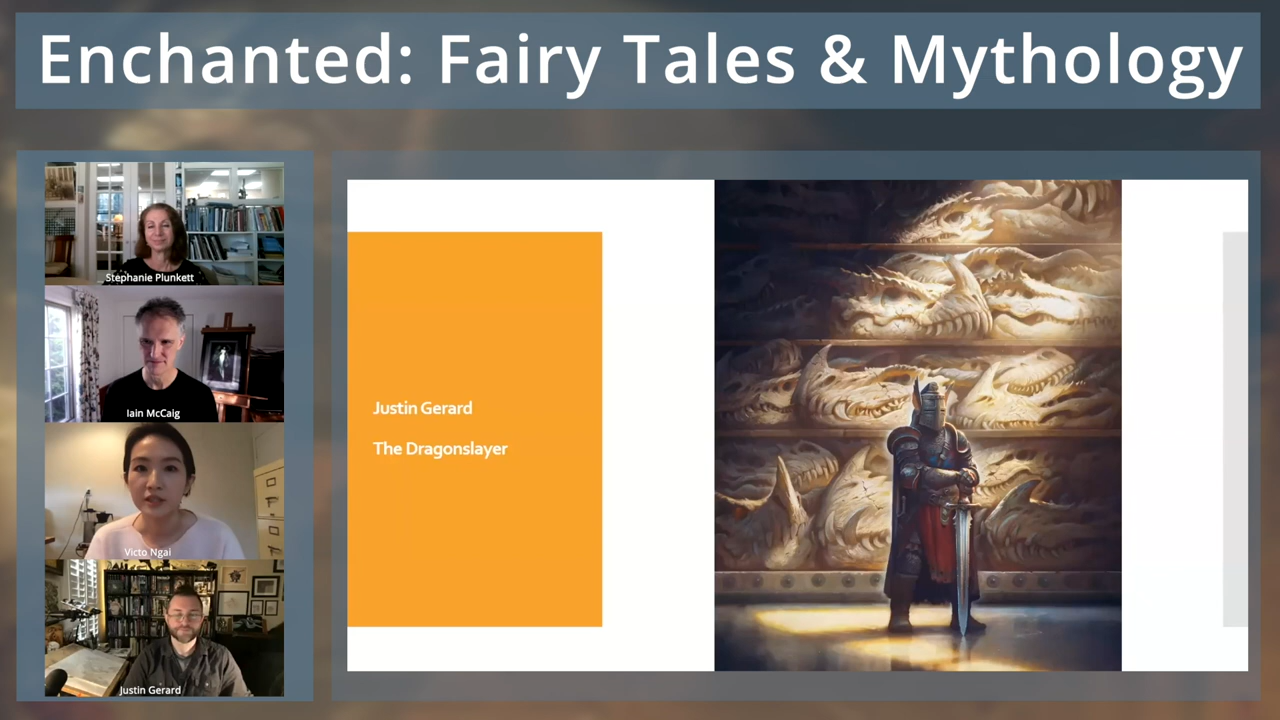 Enchanted: Fairy Tales & Mythology
Stephanie Plunkett
Iain McCaig
Victo Ngai
Justin Gerard
Justin Gerard
The Dragonslayer